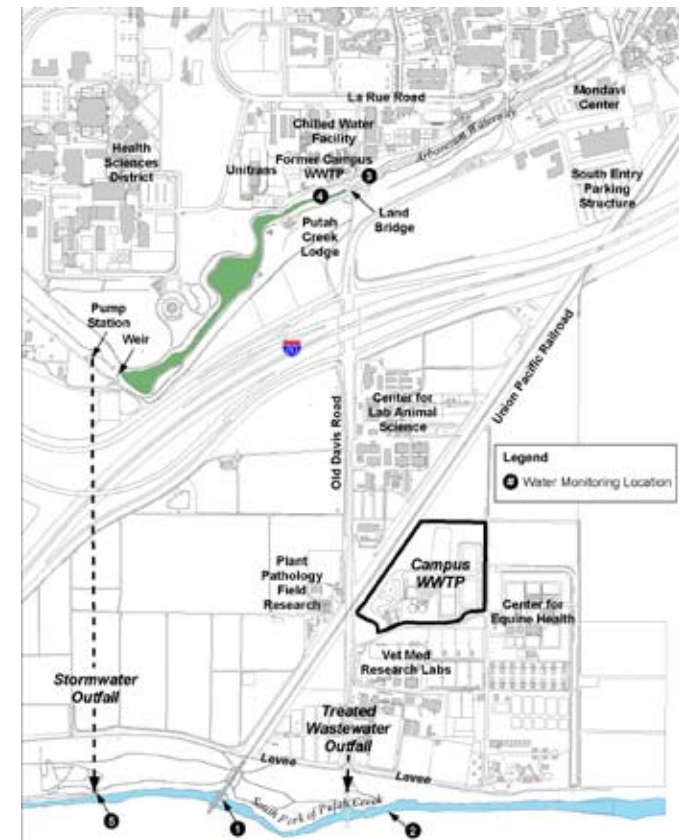 La Rue Road
Mondavi
Center
Chilled Water
Facility
Arboretum Waterway
Health
Sciences
District
Former Campus
WWTP
Unitrans
3
4
South Entry
Parking
Structure
Land
Bridge
Putah
Creek
Lodge
Pump
Station
Weir
Union Pacific Railroad
Center for
Lab Animal
Science
Old Davis Road
Legend
# Water Monitoring Location
Campus
WWTP
Plant
Pathology
Field
Research
Center for
Equine Health
Vet Med
Research Labs
Stormwater
Outfall
Treated
Wastewater
Outfall
Levee
Levee
South Fork of Putah Creek
5
1
2